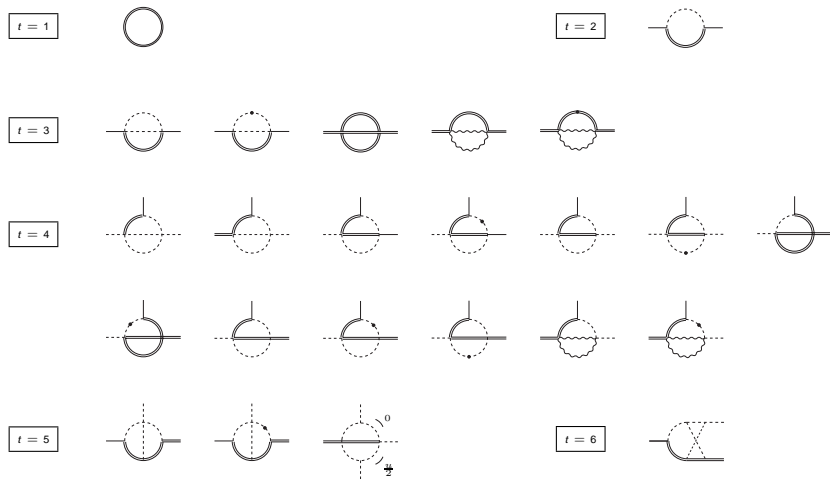 t = 1
t = 2
t = 3
t = 4
0
t = 5
t = 6
u/2